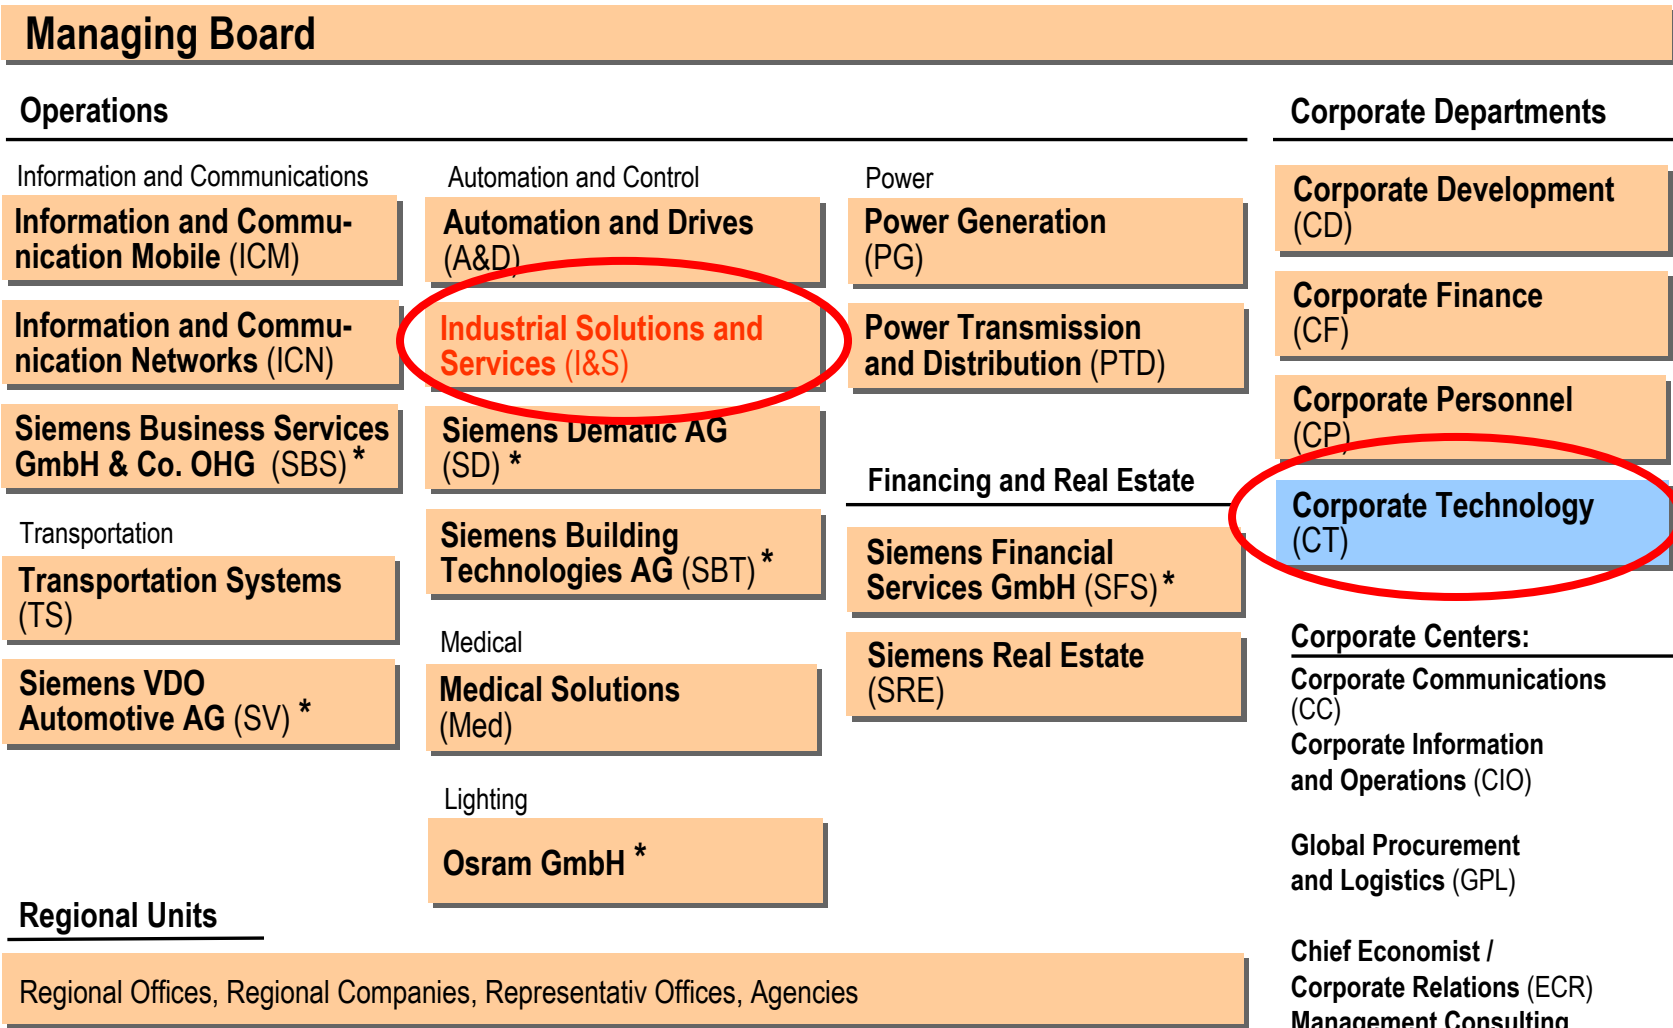 Managing Board
Operations
Information and Communications
Information and Commu-
nication Mobile (ICM)
Information and Commu-
nication Networks (ICN)
Siemens Business Services
GmbH & Co. OHG (SBS) *
Transportation
Transportation Systems
(TS)
Siemens VDO
Automotive AG (SV) *
Automation and Control
Automation and Drives
(A&D)
Industrial Solutions and
Services (I&S)
Siemens Dematic AG
(SD) *
Siemens Building
Technologies AG (SBT) *
Medical
Medical Solutions
(Med)
Lighting
Osram GmbH *
Power
Power Generation
(PG)
Power Transmission
and Distribution (PTD)
Financing and Real Estate
Siemens Financial
Services GmbH (SFS) *
Siemens Real Estate
(SRE)
Regional Units
Regional Offices, Regional Companies, Representativ Offices, Agencies
Corporate Departments
Corporate Development
(CD)
Corporate Finance
(CF)
Corporate Personnel
(CP)
Corporate Technology
(CT)
Corporate Centers:
Corporate Communications
(CC)
Corporate Information
and Operations (CIO)
Global Procurement
and Logistics (GPL)
Chief Economist /
Corporate Relations (ECR)
Management Consulting